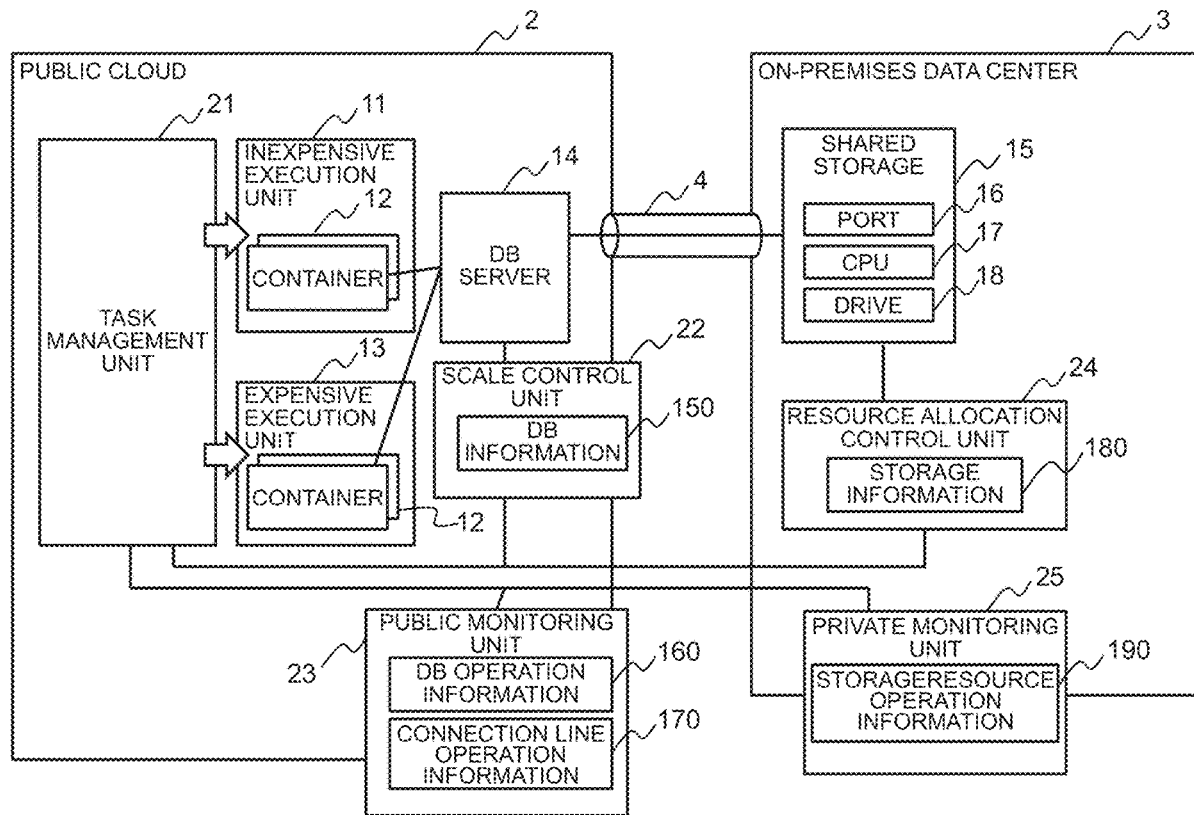 2
3
PUBLIC CLOUD
ON-PREMISES DATA CENTER
21
11
INEXPENSIVE
EXECUTION
UNIT
12
CONTAINER
14
DB
SERVER
4
SHARED
STORAGE
15
PORT
16
CPU
17
DRIVE
18
TASK
MANAGEMENT
UNIT
13
EXPENSIVE
EXECUTION
UNIT
CONTAINER
12
22
SCALE CONTROL
UNIT
DB
INFORMATION
150
24
RESOURCE ALLOCATION
CONTROL UNIT
STORAGE
INFORMATION
180
23
PUBLIC MONITORING
UNIT
DB OPERATION
INFORMATION
160
CONNECTION LINE
OPERATION
INFORMATION
170
25
PRIVATE MONITORING
UNIT
STORAGERESOURCE
OPERATION
INFORMATION
190